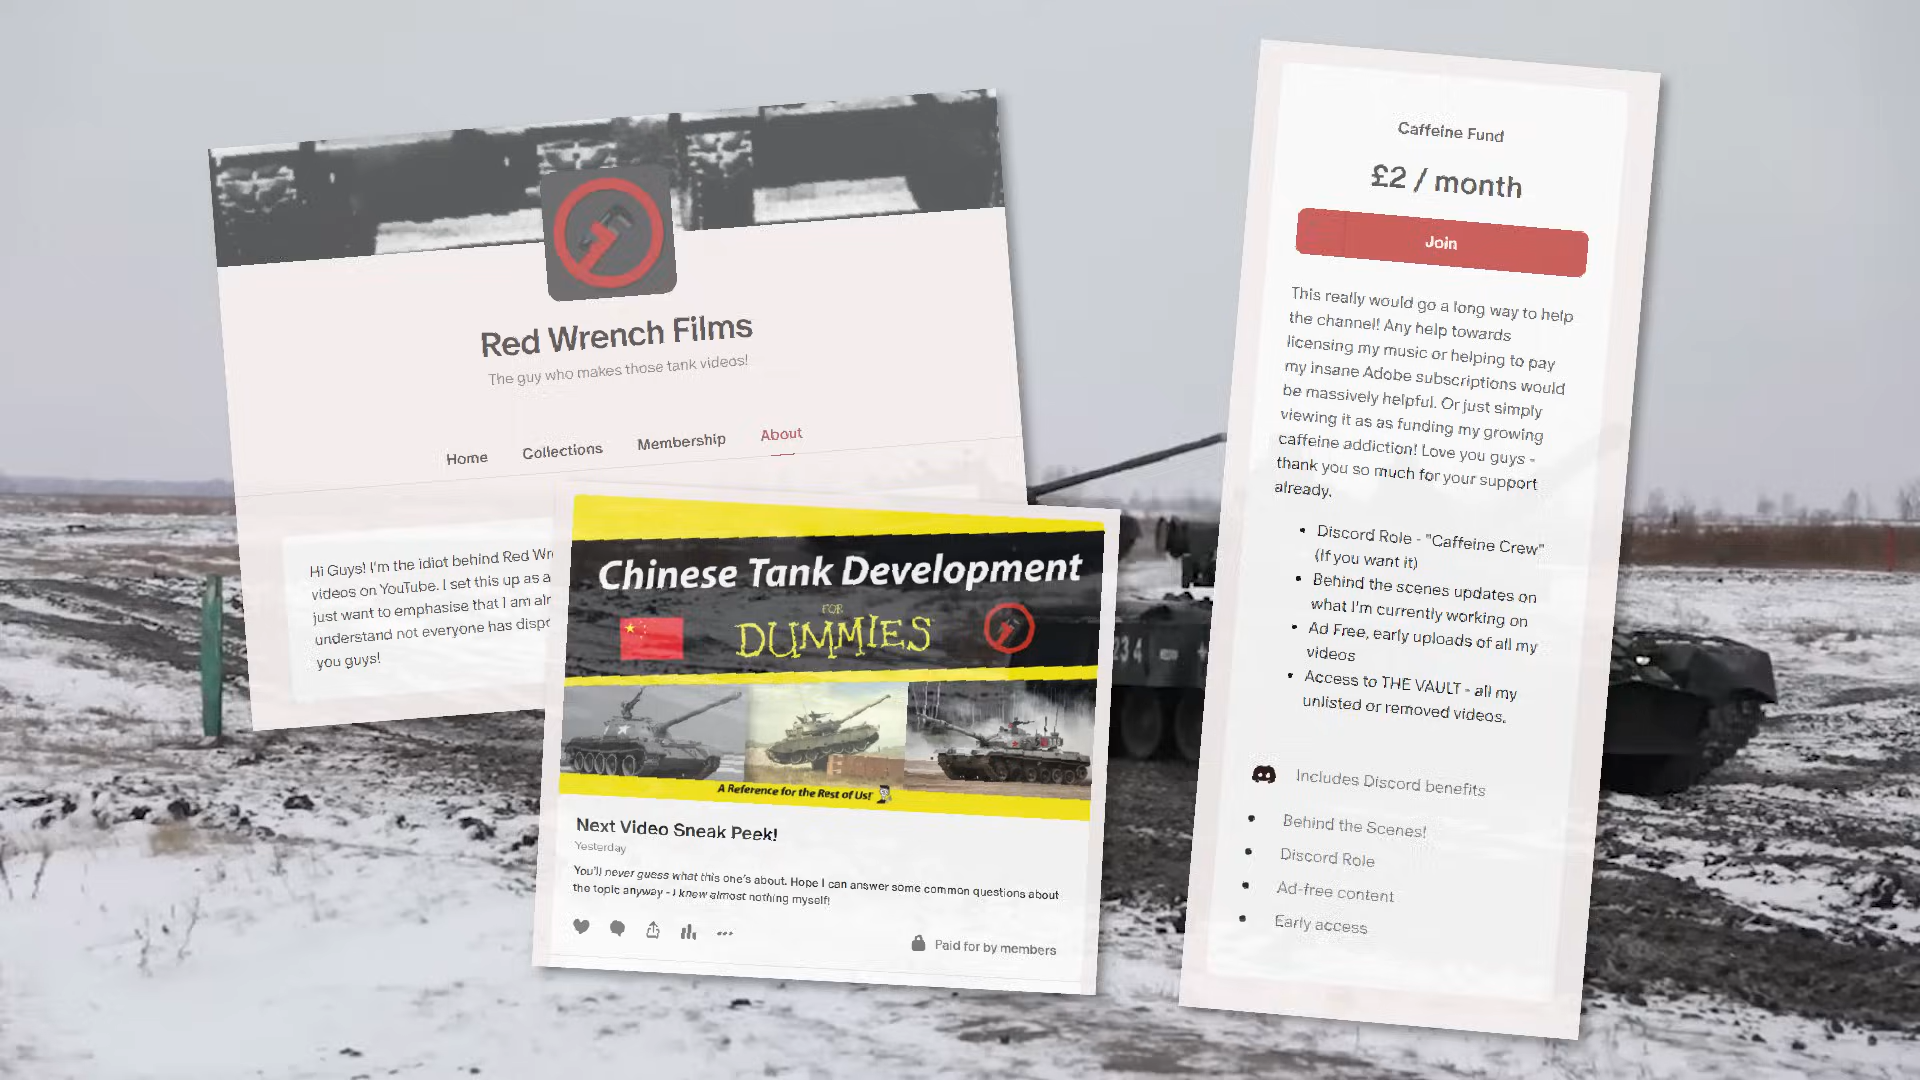 Red Wrench Films
The guy who makes those tank videos!
Home Collections Membership About
Hi Guys! I'm the idiot behind Red Wr
videos on YouTube. I set this up as a
just want to emphasise that I am alr
understand not everyone has disp
you guys!
Chinese Tank Development
FOR
DUMMIES
A Reference for the Rest of Us!
Next Video Sneak Peek!
Yesterday
You'll never guess what this one's about. Hope I can answer some common questions about
the topic anyway - I knew almost nothing myself!
Paid for by members
Caffeine Fund
£2 / month
Join
This really would go a long way to help
the channel! Any help towards
licensing my music or helping to pay
my insane Adobe subscriptions would
be massively helpful. Or just simply
viewing it as as funding my growing
caffeine addiction! Love you guys -
thank you so much for your support
already.
• Discord Role - "Caffeine Crew"
(If you want it)
• Behind the scenes updates on
what I'm currently working on
• Ad Free, early uploads of all my
videos
• Access to THE VAULT - all my
unlisted or removed videos.
Includes Discord benefits
• Behind the Scenes!
• Discord Role
• Ad-free content
• Early access
234